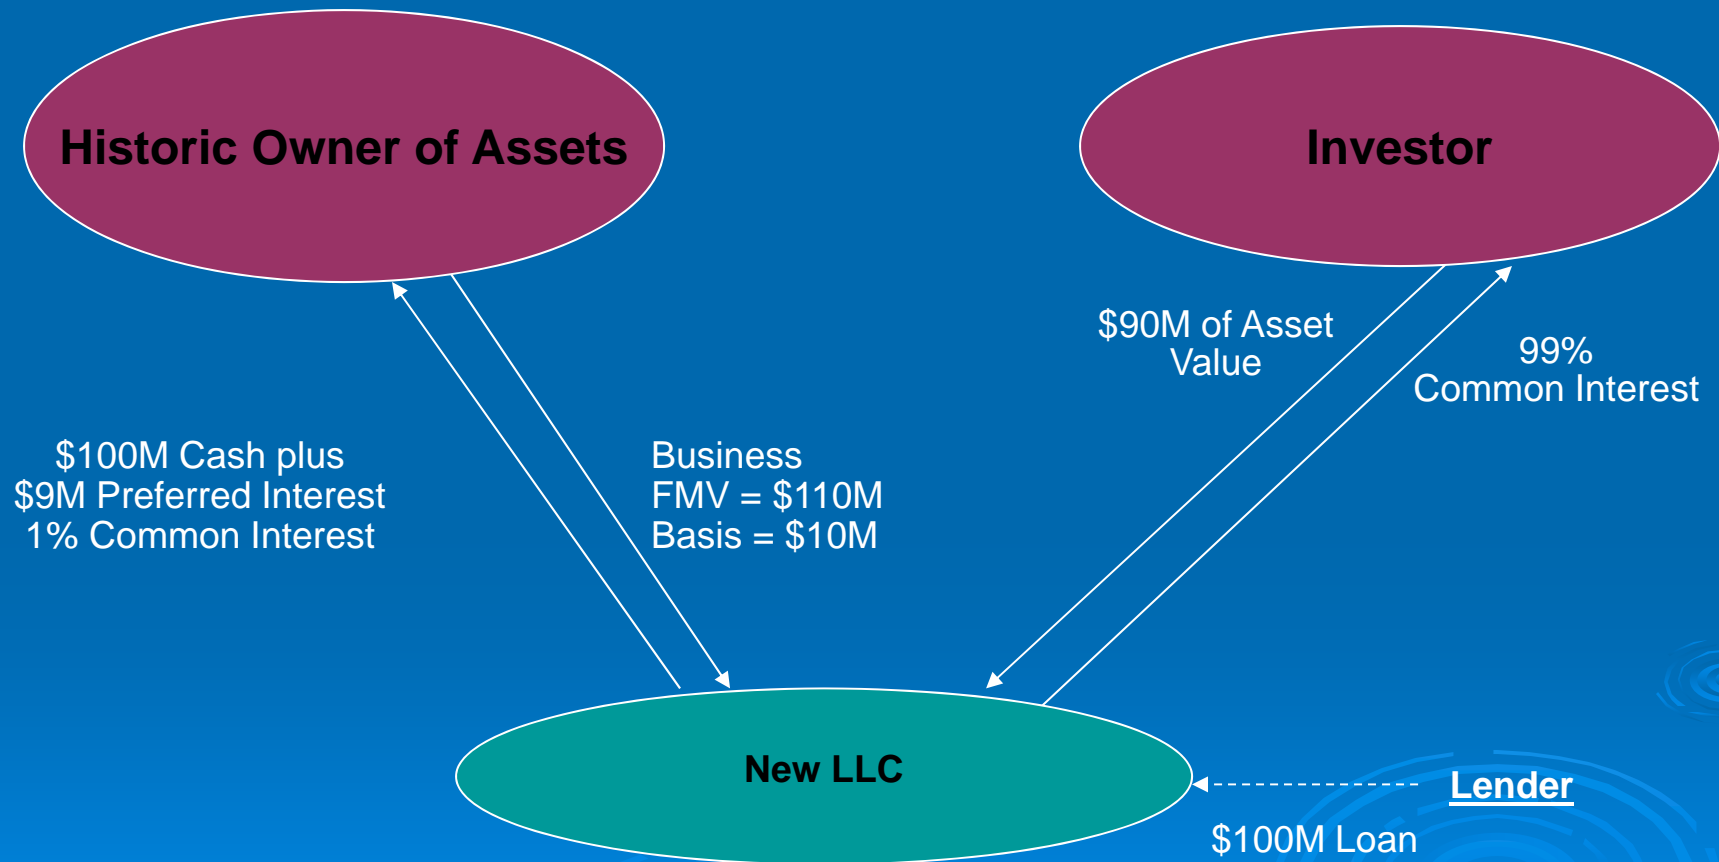 Historic Owner of Assets
Investor
$90M of Asset
Value
99%
Common Interest
$100M Cash plus
$9M Preferred Interest
1% Common Interest
Business
FMV = $110M
Basis = $10M
New LLC
Lender
$100M Loan